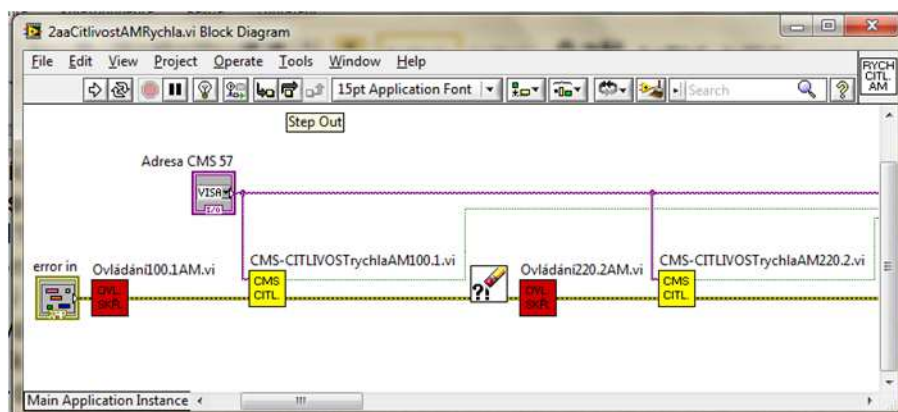 2aaCitlivostAMRychla.vi Block Diagram
File Edit View Project Operate Tools Window Help
15pt Application Font
Search
RYCH
CITL.
AM
Step Out
Adresa CMS 57
VISA
I/O
error in
Ovládání100.1AM.vi
CMS-CITLIVOSTrychlaAM100.1.vi
Ovládání220.2AM.vi
CMS-CITLIVOSTrychlaAM220.2.vi
OVL.
SKŘ.
CMS
CITL.
?!
OVL.
SKŘ.
CMS
CITL.
Main Application Instance